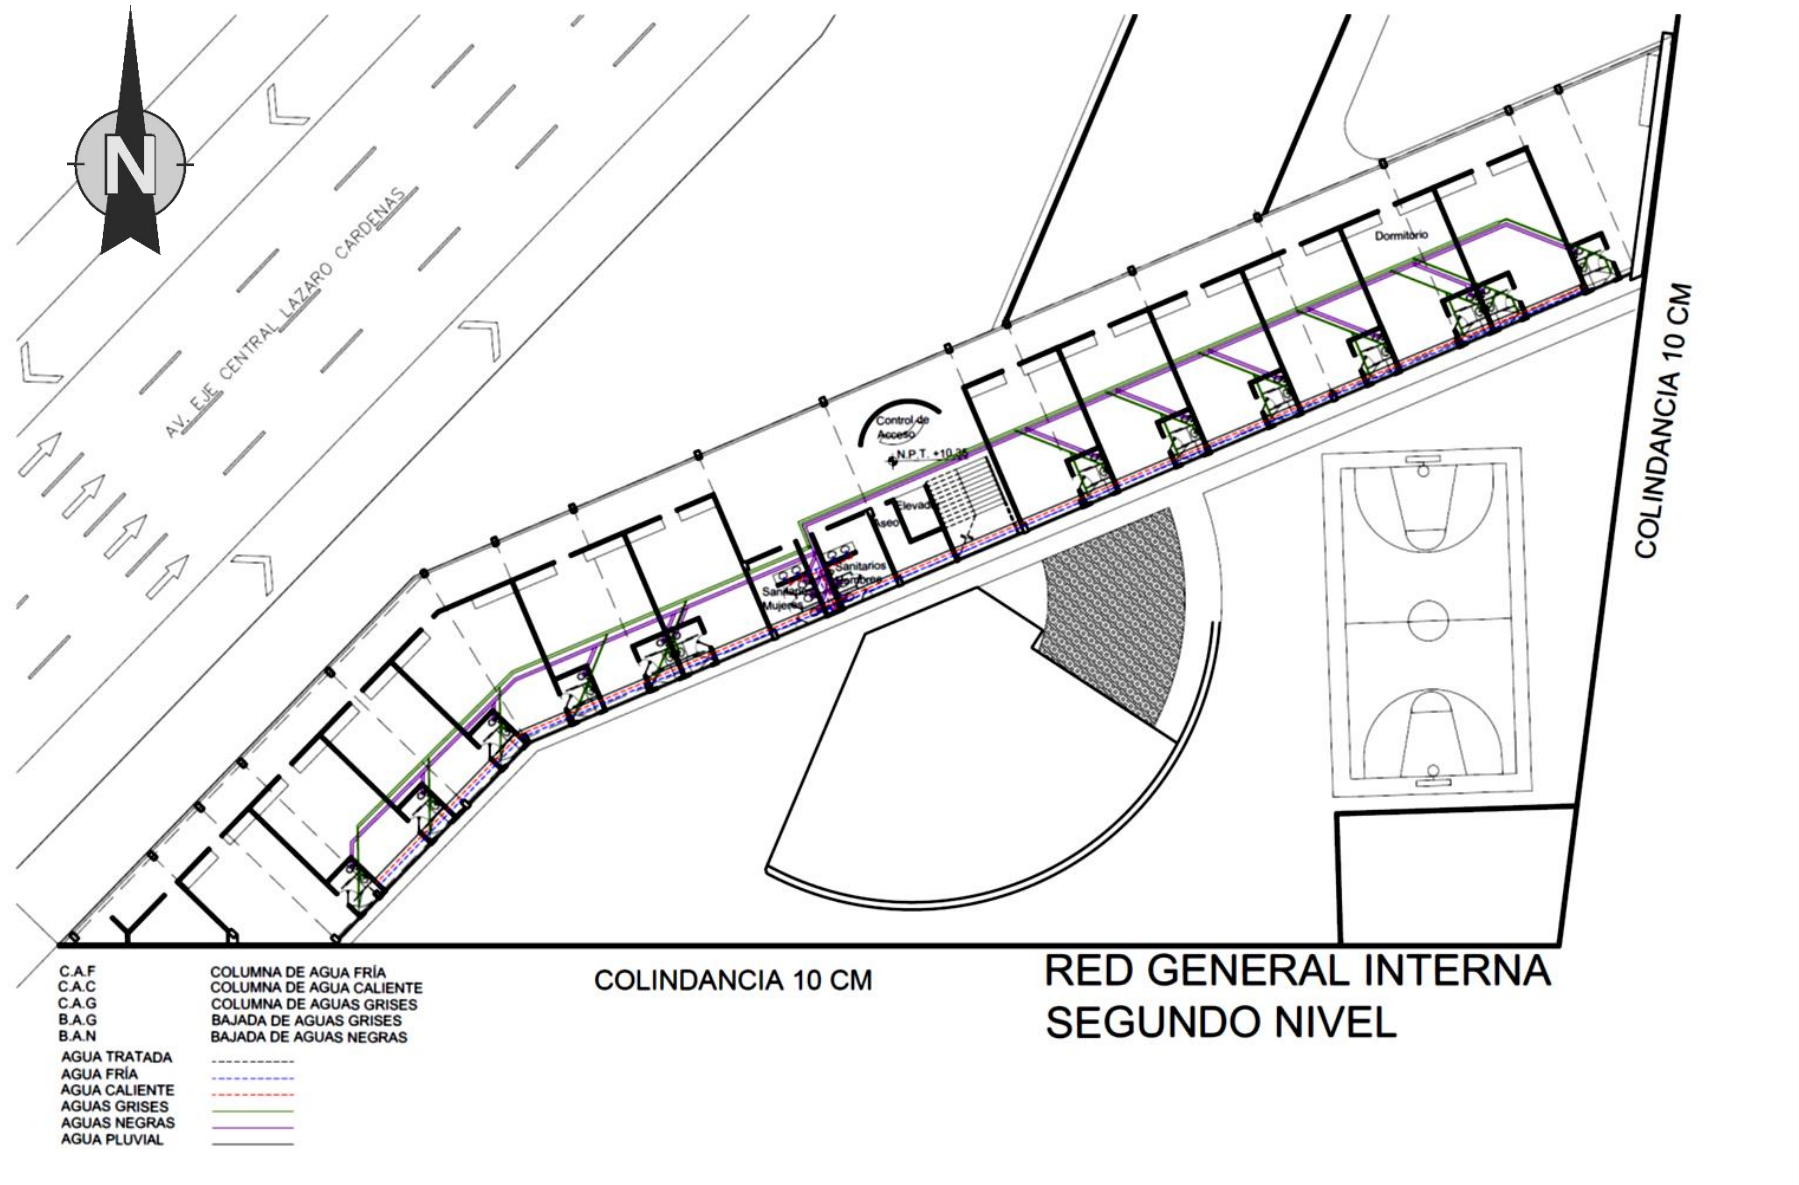 N
AV. EJE CENTRAL LAZARO CARDENAS
Dormitorio
Control de
Acceso
N.P.T. +10.35
Aseo
Sanitarios
Hombres
Mujeres
COLINDANCIA 10 CM
COLINDANCIA 10 CM
RED GENERAL INTERNA
SEGUNDO NIVEL
C.A.F COLUMNA DE AGUA FRÍA
C.A.C COLUMNA DE AGUA CALIENTE
C.A.G COLUMNA DE AGUAS GRISES
B.A.G BAJADA DE AGUAS GRISES
B.A.N BAJADA DE AGUAS NEGRAS
AGUA TRATADA
AGUA FRÍA
AGUA CALIENTE
AGUAS GRISES
AGUAS NEGRAS
AGUA PLUVIAL